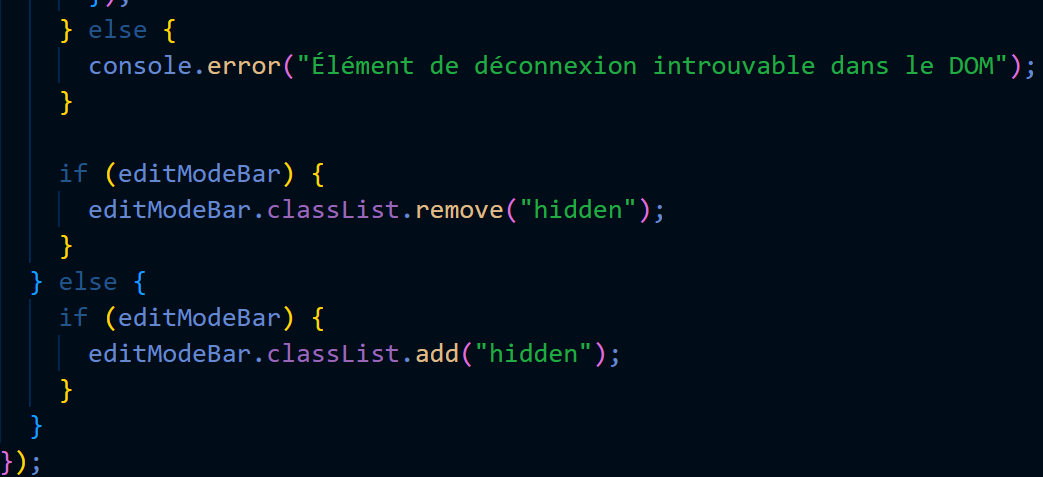 });
} else {
console.error("Élément de déconnexion introuvable dans le DOM");
}
if (editModeBar) {
editModeBar.classList.remove("hidden");
}
} else {
if (editModeBar) {
editModeBar.classList.add("hidden");
}
}
});